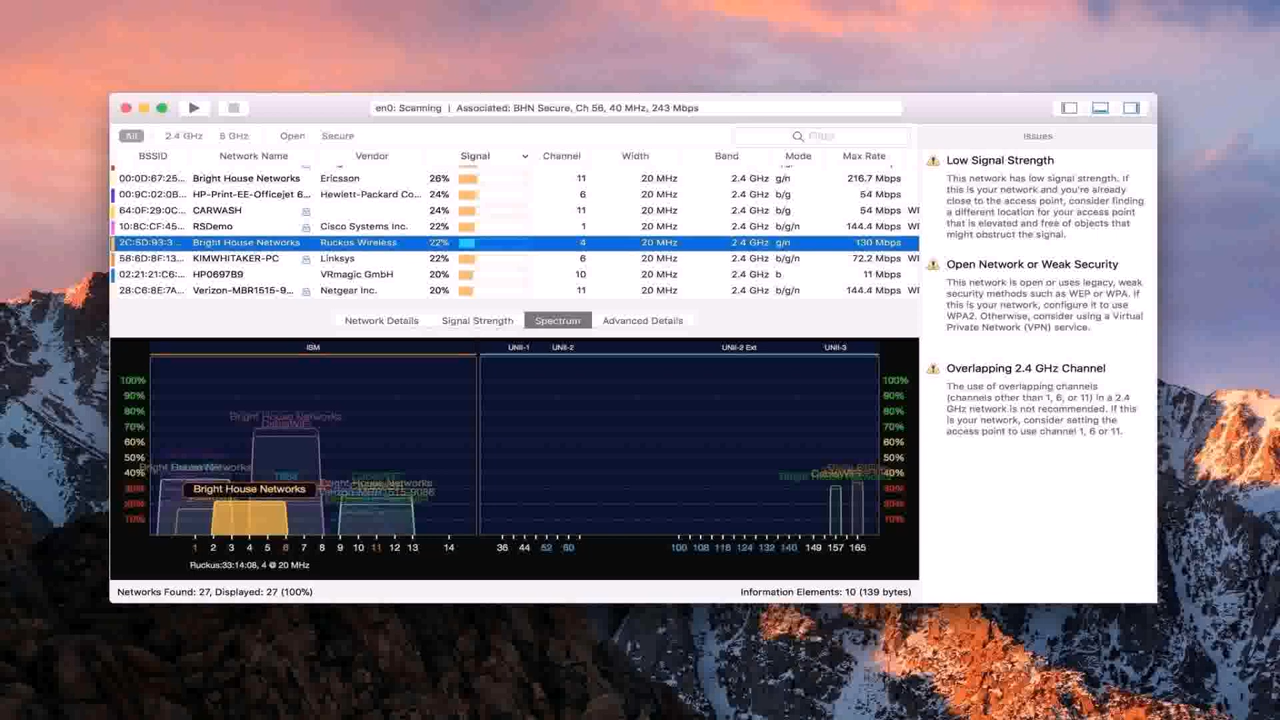 en0: Scanning | Associated: BHN Secure, Ch 56, 40 MHz, 243 Mbps
All 2.4 GHz 5 GHz Open Secure Filter Issues
BSSID Network Name Vendor Signal Channel Width Band Mode Max Rate
00:0D:67:25... Bright House Networks Ericsson 26% 11 20 MHz 2.4 GHz g/n 216.7 Mbps
00:9C:02:0B... HP-Print-EE-Officejet 6... Hewlett-Packard Co... 24% 6 20 MHz 2.4 GHz b/g 54 Mbps
64:0F:29:0C... CARWASH 24% 11 20 MHz 2.4 GHz b/g 54 Mbps
10:8C:CF:45... RSDemo Cisco Systems Inc. 22% 1 20 MHz 2.4 GHz b/g/n 144.4 Mbps
2C:5D:93:3... Bright House Networks Ruckus Wireless 22% 4 20 MHz 2.4 GHz g/n 130 Mbps
58:6D:8F:13... KIMWHITAKER-PC Linksys 22% 6 20 MHz 2.4 GHz b/g/n 72.2 Mbps
02:21:21:C6:... HP0697B9 VRmagic GmbH 20% 10 20 MHz 2.4 GHz b 11 Mbps
28:C6:8E:7A... Verizon-MBR1515-9... Netgear Inc. 20% 11 20 MHz 2.4 GHz b/g/n 144.4 Mbps
Network Details Signal Strength Spectrum Advanced Details
ISM UNII-1 UNII-2 UNII-2 Ext UNII-3
100% 100%
90% 90%
80% 80%
Bright House Networks
CableWiFi
70% 70%
60% 60%
50% 50%
40% 40%
Bright House Networks
30% 30%
Bright House Networks
20% 20%
10% 10%
1 2 3 4 5 6 7 8 9 10 11 12 13 14 36 44 52 60 100 108 116 124 132 140 149 157 165
Ruckus:33:14:08, 4 @ 20 MHz
Networks Found: 27, Displayed: 27 (100%) Information Elements: 10 (139 bytes)
Low Signal Strength
This network has low signal strength. If
this is your network and you're already
close to the access point, consider finding
a different location for your access point
that is elevated and free of objects that
might obstruct the signal.
Open Network or Weak Security
This network is open or uses legacy, weak
security methods such as WEP or WPA. If
this is your network, configure it to use
WPA2. Otherwise, consider using a Virtual
Private Network (VPN) service.
Overlapping 2.4 GHz Channel
The use of overlapping channels
(channels other than 1, 6, or 11) in a 2.4
GHz network is not recommended. If this
is your network, consider setting the
access point to use channel 1, 6 or 11.